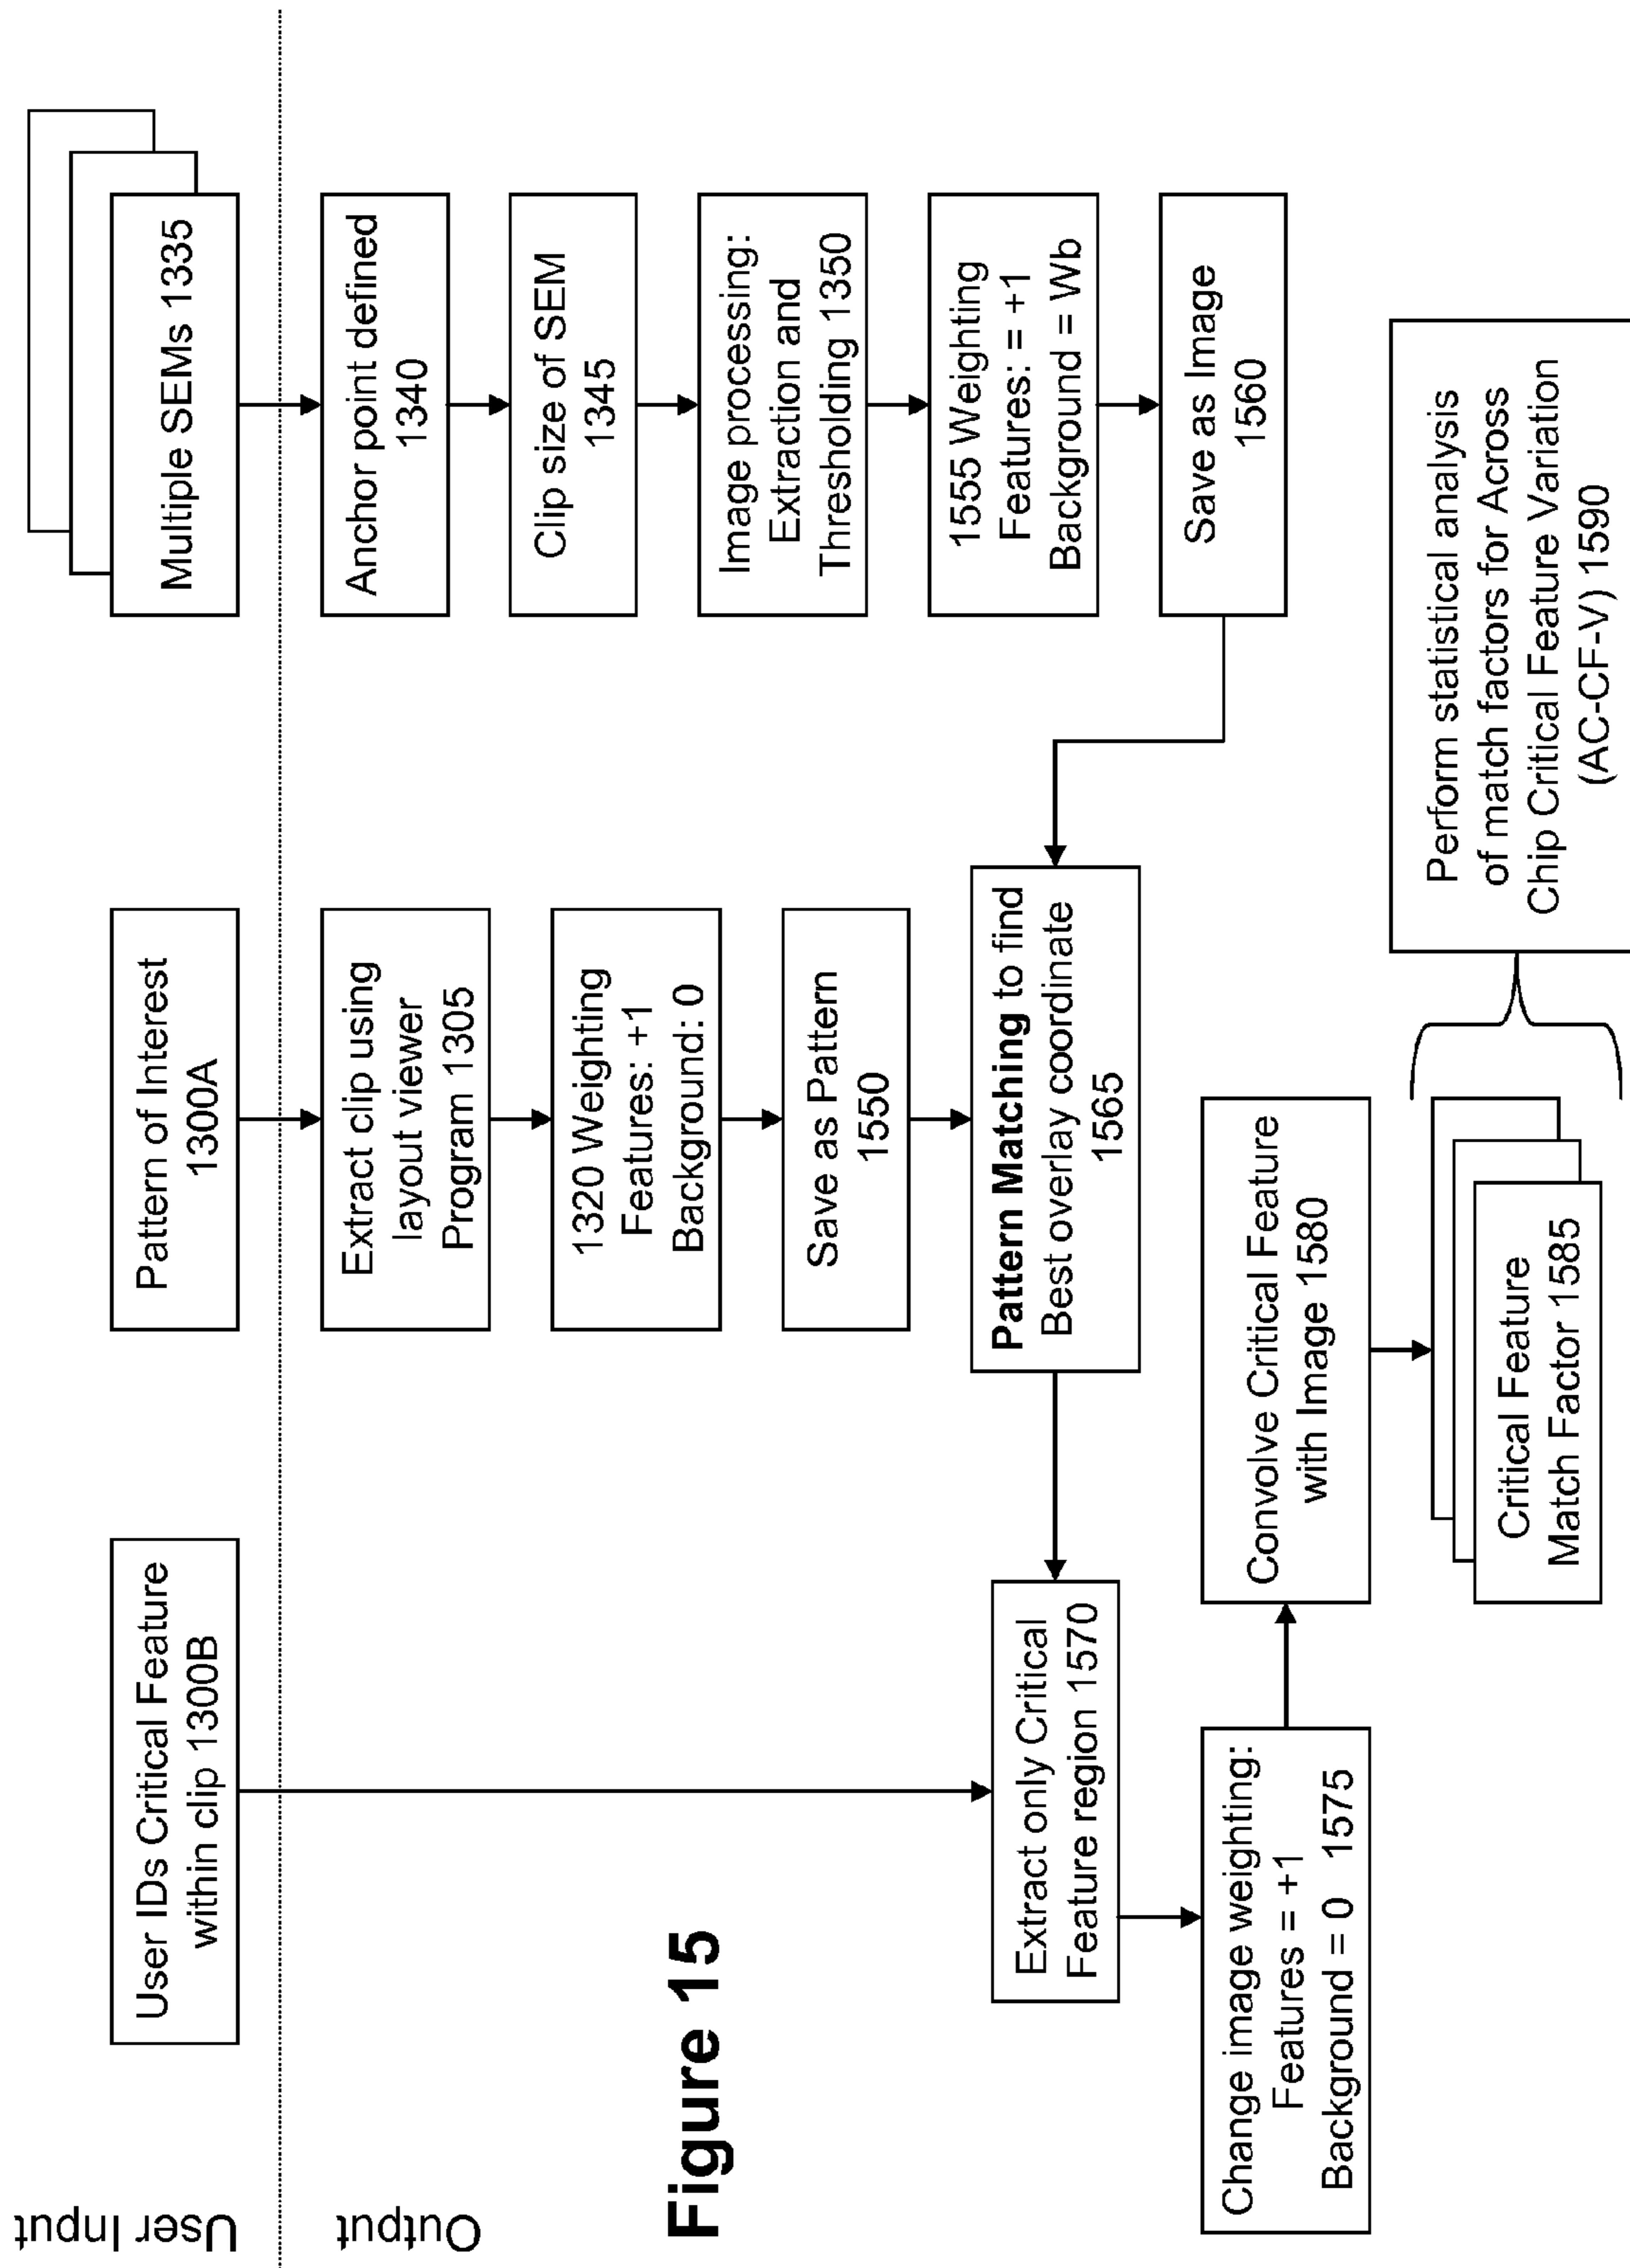 User Input
User IDs Critical Feature
within clip 1300B
Pattern of Interest
1300A
Multiple SEMs 1335
Output
Extract clip using
layout viewer
Program 1305
1320 Weighting
Features: +1
Background: 0
Save as Pattern
1550
Anchor point defined
1340
Clip size of SEM
1345
Image processing:
Extraction and
Thresholding 1350
1555 Weighting
Features: = +1
Background = Wb
Save as Image
1560
Figure 15
Pattern Matching to find
Best overlay coordinate
1565
Extract only Critical
Feature region 1570
Change image weighting:
Features = +1
Background = 0 1575
Convolve Critical Feature
with Image 1580
Critical Feature
Match Factor 1585
Perform statistical analysis
of match factors for Across
Chip Critical Feature Variation
(AC-CF-V) 1590